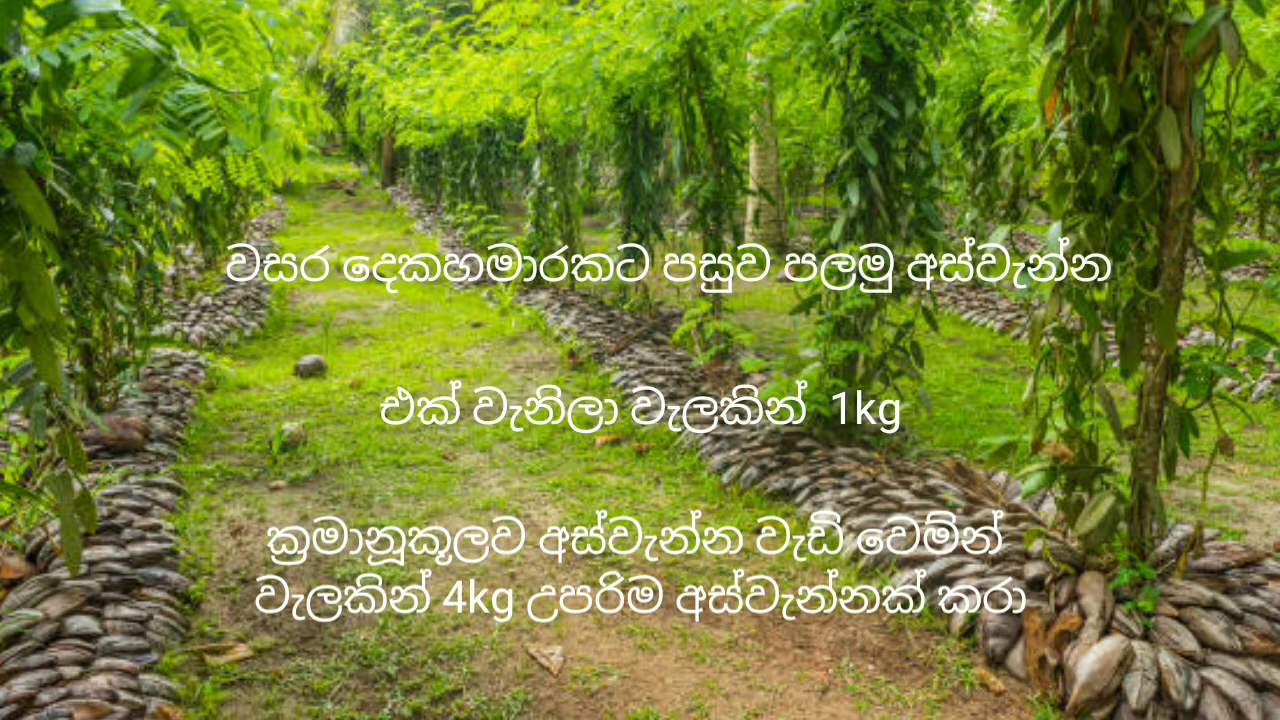 වසර දෙකහමාරකට පසුව පලමු අස්වැන්න
එක් වැනිලා වැලකින් 1kg
ක්‍රමානූකූලව අස්වැන්න වැඩි වෙමින්
වැලකින් 4kg උපරිම අස්වැන්නක් කරා